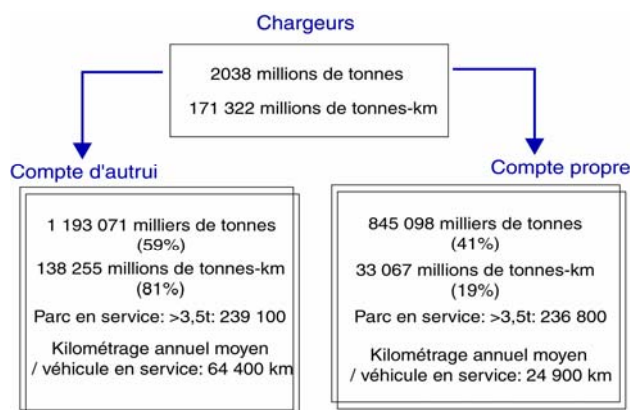 Chargeurs
2038 millions de tonnes
171 322 millions de tonnes-km
Compte d'autrui
Compte propre
1 193 071 milliers de tonnes
(59%)
138 255 millions de tonnes-km
(81%)
Parc en service: >3,5t: 239 100
Kilométrage annuel moyen
/ véhicule en service: 64 400 km
845 098 milliers de tonnes
(41%)
33 067 millions de tonnes-km
(19%)
Parc en service: >3,5t: 236 800
Kilométrage annuel moyen
/ véhicule en service: 24 900 km